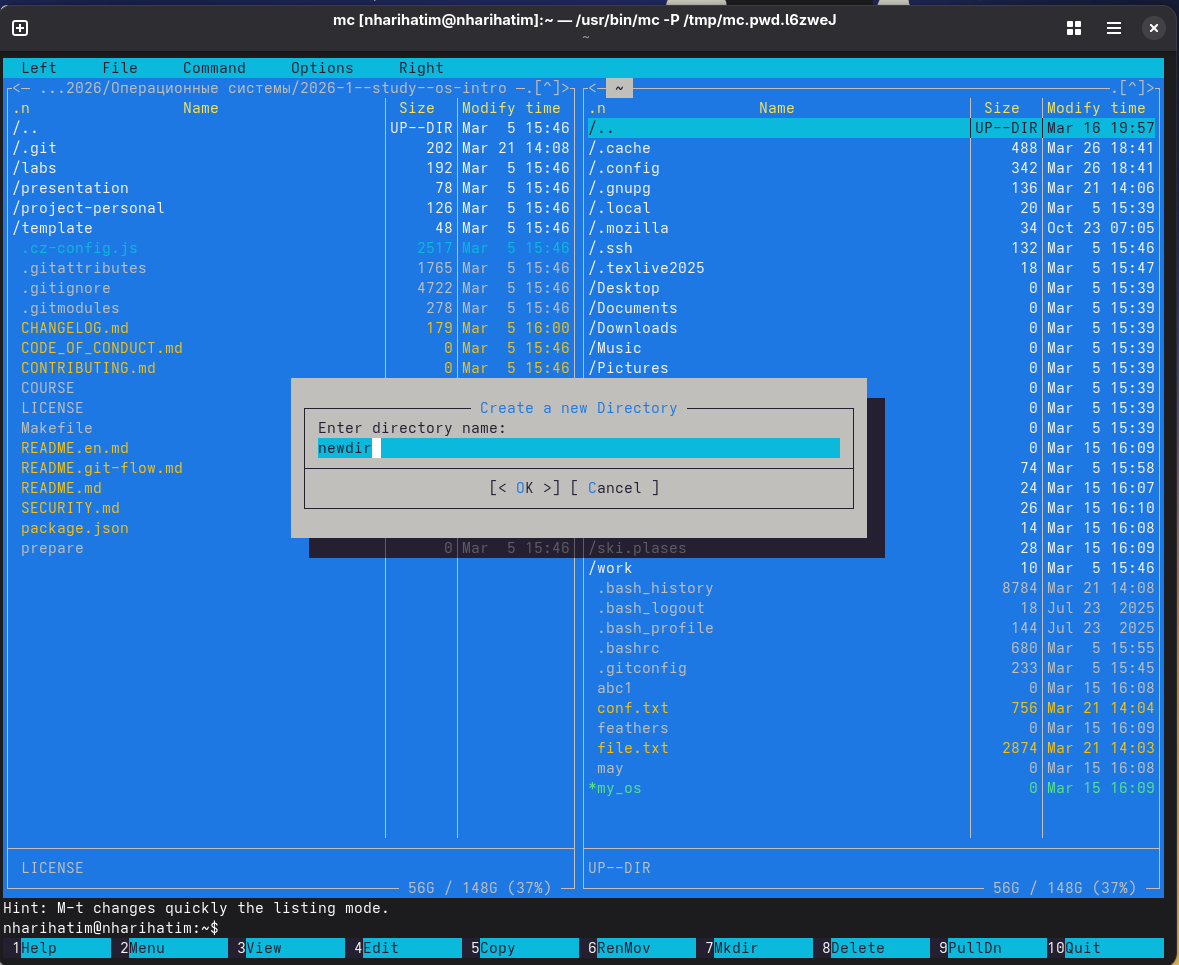 mc [nharihatim@nharihatim]:~ — /usr/bin/mc -P /tmp/mc.pwd.l6zweJ
~
Left File Command Options Right
<— ...2026/Операционные системы/2026-1--study--os-intro —.[^]>
.n Name Size Modify time
/.. UP--DIR Mar 5 15:46
/.git 202 Mar 21 14:08
/labs 192 Mar 5 15:46
/presentation 78 Mar 5 15:46
/project-personal 126 Mar 5 15:46
/template 48 Mar 5 15:46
.cz-config.js 2517 Mar 5 15:46
.gitattributes 1765 Mar 5 15:46
.gitignore 4722 Mar 5 15:46
.gitmodules 278 Mar 5 15:46
CHANGELOG.md 179 Mar 5 16:00
CODE_OF_CONDUCT.md 0 Mar 5 15:46
CONTRIBUTING.md 0 Mar 5 15:46
COURSE
LICENSE
Makefile
README.en.md
README.git-flow.md
README.md
SECURITY.md
package.json
prepare 0 Mar 5 15:46
LICENSE
56G / 148G (37%)
<— ~ .[^]>
.n Name Size Modify time
/.. UP--DIR Mar 16 19:57
/.cache 488 Mar 26 18:41
/.config 342 Mar 26 18:41
/.gnupg 136 Mar 21 14:06
/.local 20 Mar 5 15:39
/.mozilla 34 Oct 23 07:05
/.ssh 132 Mar 5 15:46
/.texlive2025 18 Mar 5 15:47
/Desktop 0 Mar 5 15:39
/Documents 0 Mar 5 15:39
/Downloads 0 Mar 5 15:39
/Music 0 Mar 5 15:39
/Pictures 0 Mar 5 15:39
0 Mar 5 15:39
0 Mar 5 15:39
0 Mar 5 15:39
0 Mar 15 16:09
74 Mar 5 15:58
24 Mar 15 16:07
26 Mar 15 16:10
14 Mar 15 16:08
/ski.plases 28 Mar 15 16:09
/work 10 Mar 5 15:46
.bash_history 8784 Mar 21 14:08
.bash_logout 18 Jul 23 2025
.bash_profile 144 Jul 23 2025
.bashrc 680 Mar 5 15:55
.gitconfig 233 Mar 5 15:45
abc1 0 Mar 15 16:08
conf.txt 756 Mar 21 14:04
feathers 0 Mar 15 16:09
file.txt 2874 Mar 21 14:03
may 0 Mar 15 16:08
*my_os 0 Mar 15 16:09
UP--DIR
56G / 148G (37%)
Create a new Directory
Enter directory name:
newdir
[< OK >] [ Cancel ]
Hint: M-t changes quickly the listing mode.
nharihatim@nharihatim:~$
1Help 2Menu 3View 4Edit 5Copy 6RenMov 7Mkdir 8Delete 9PullDn 10Quit